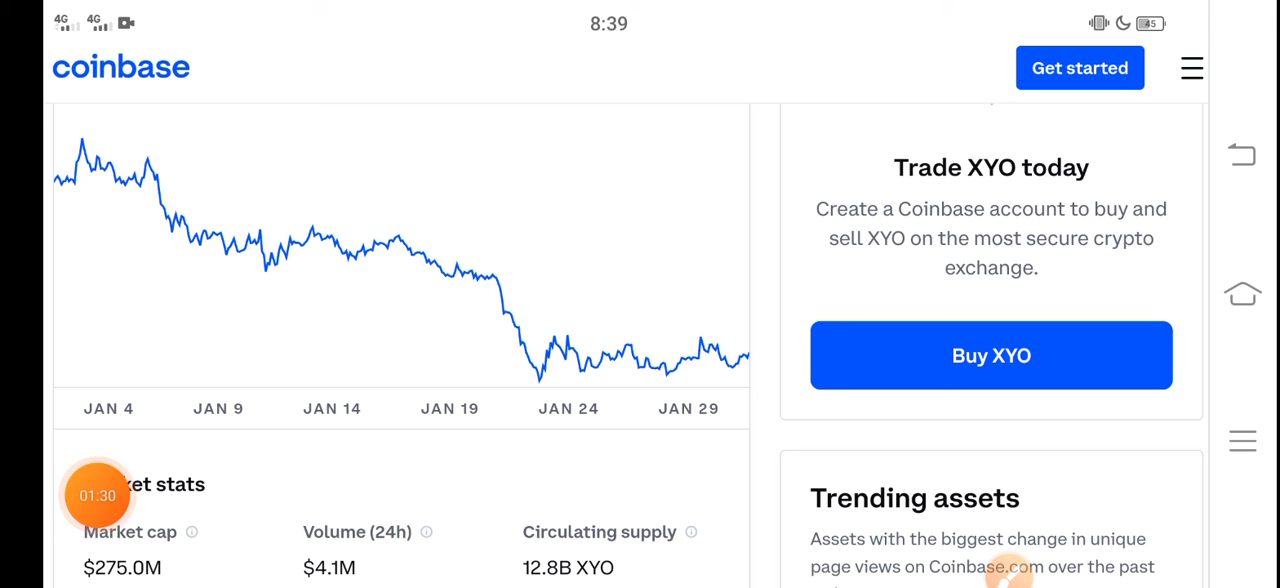 4G 4G 8:39 45
coinbase
Get started
Trade XYO today
Create a Coinbase account to buy and
sell XYO on the most secure crypto
exchange.
Buy XYO
JAN 4 JAN 9 JAN 14 JAN 19 JAN 24 JAN 29
01:30
ket stats
Market cap Volume (24h) Circulating supply
$275.0M $4.1M 12.8B XYO
Trending assets
Assets with the biggest change in unique
page views on Coinbase.com over the past